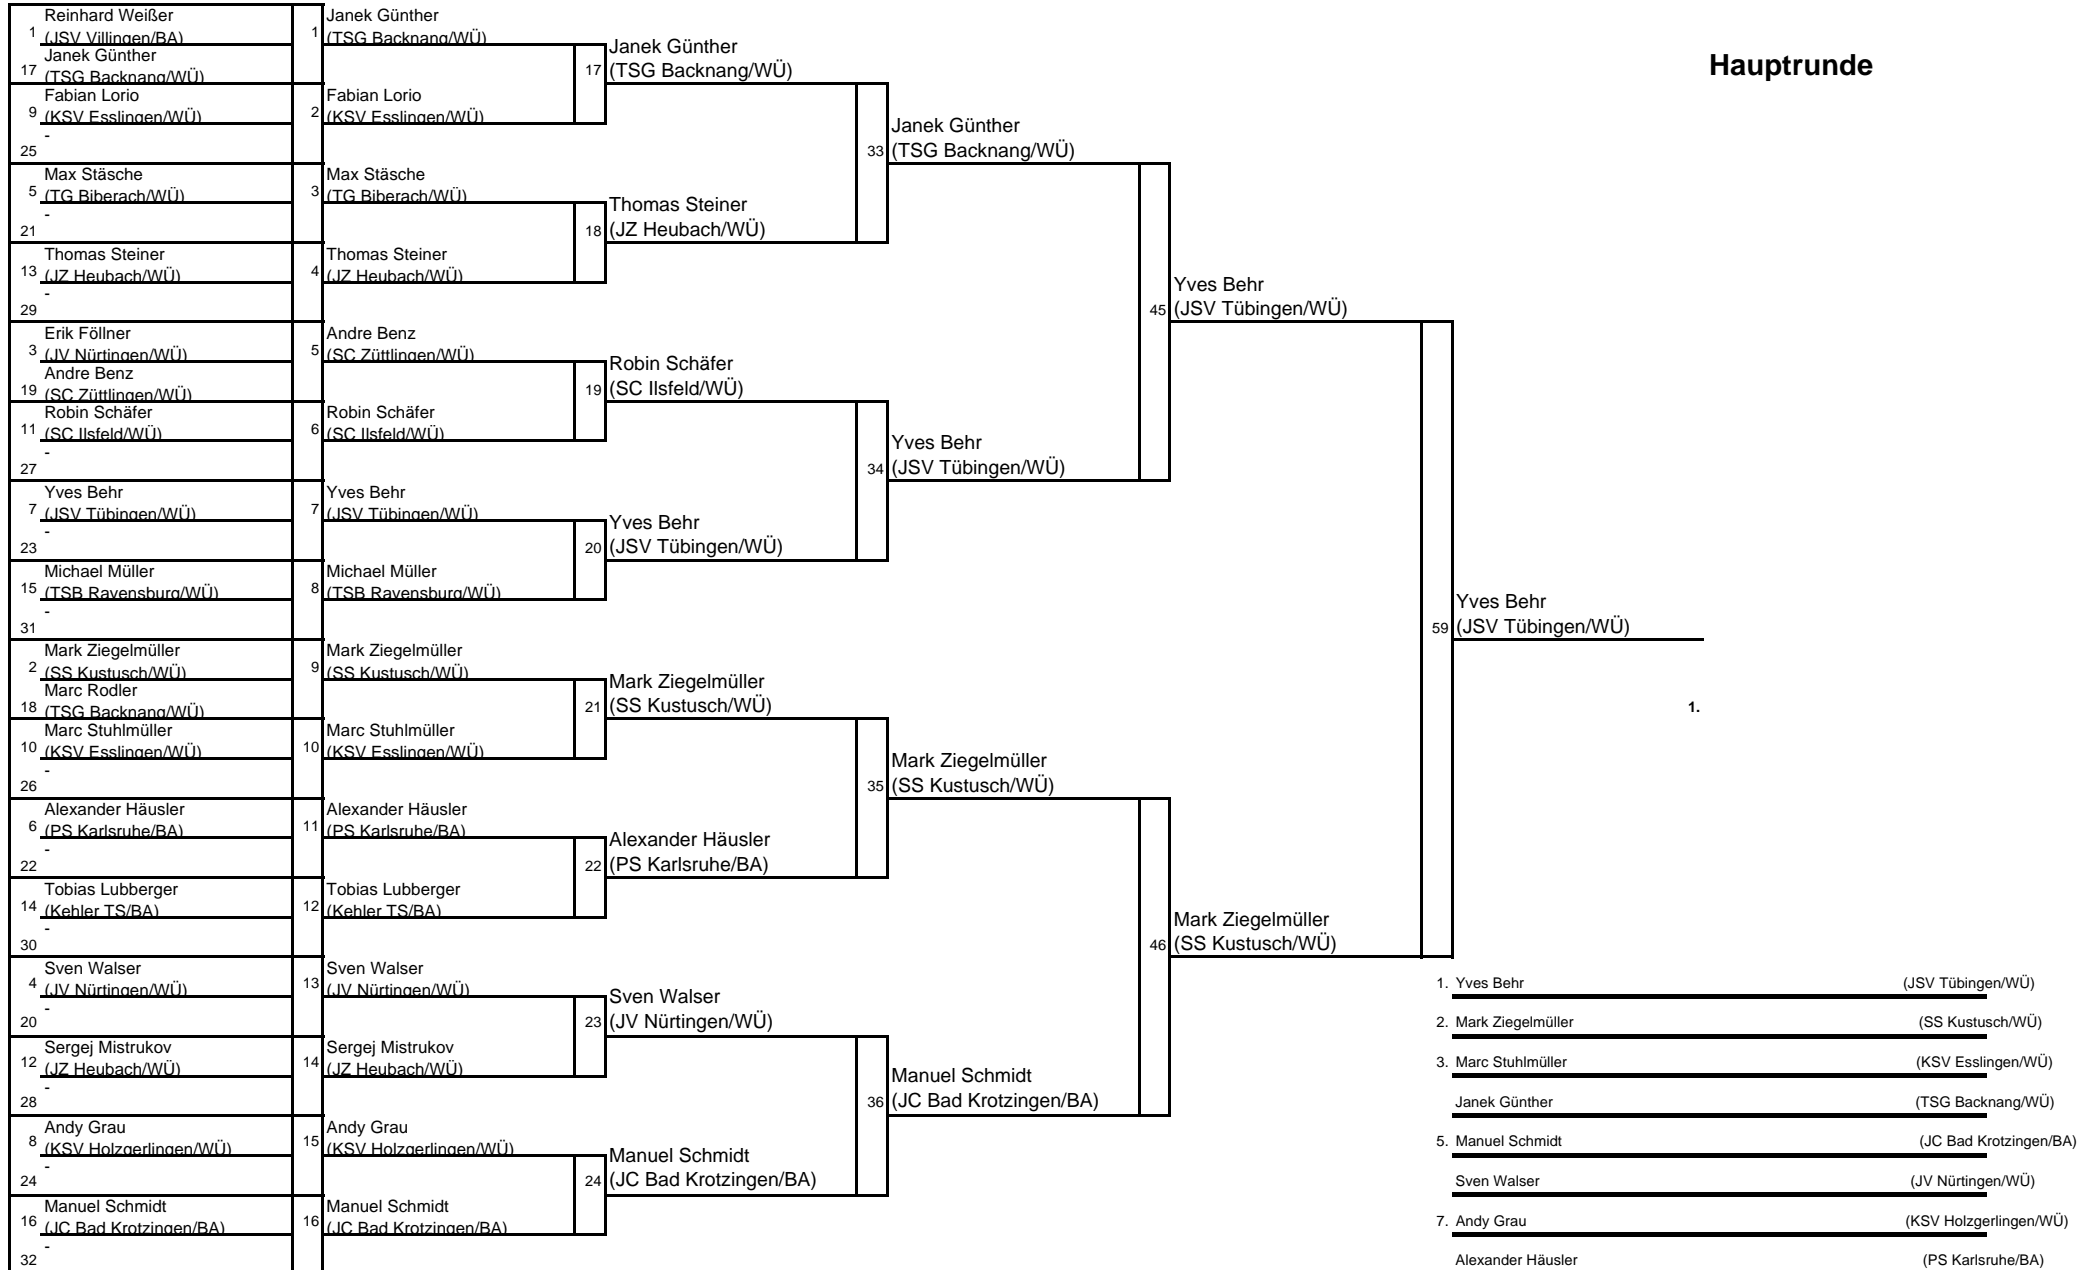 Hauptrunde
1 Reinhard Weißer
(JSV Villingen/BA)
17 Janek Günther
(TSG Backnang/WÜ)
9 Fabian Lorio
(KSV Esslingen/WÜ)
25 -
5 Max Stäsche
(TG Biberach/WÜ)
21 -
13 Thomas Steiner
(JZ Heubach/WÜ)
29 -
3 Erik Föllner
(JV Nürtingen/WÜ)
19 Andre Benz
(SC Züttlingen/WÜ)
11 Robin Schäfer
(SC Ilsfeld/WÜ)
27 -
7 Yves Behr
(JSV Tübingen/WÜ)
23 -
15 Michael Müller
(TSB Ravensburg/WÜ)
31 -
2 Mark Ziegelmüller
(SS Kustusch/WÜ)
18 Marc Rodler
(TSG Backnang/WÜ)
10 Marc Stuhlmüller
(KSV Esslingen/WÜ)
26 -
6 Alexander Häusler
(PS Karlsruhe/BA)
22 -
14 Tobias Lubberger
(Kehler TS/BA)
30 -
4 Sven Walser
(JV Nürtingen/WÜ)
20 -
12 Sergej Mistrukov
(JZ Heubach/WÜ)
28 -
8 Andy Grau
(KSV Holzgerlingen/WÜ)
24 -
16 Manuel Schmidt
(JC Bad Krotzingen/BA)
32 -
1 Janek Günther
(TSG Backnang/WÜ)
2 Fabian Lorio
(KSV Esslingen/WÜ)
3 Max Stäsche
(TG Biberach/WÜ)
4 Thomas Steiner
(JZ Heubach/WÜ)
5 Andre Benz
(SC Züttlingen/WÜ)
6 Robin Schäfer
(SC Ilsfeld/WÜ)
7 Yves Behr
(JSV Tübingen/WÜ)
8 Michael Müller
(TSB Ravensburg/WÜ)
9 Mark Ziegelmüller
(SS Kustusch/WÜ)
10 Marc Stuhlmüller
(KSV Esslingen/WÜ)
11 Alexander Häusler
(PS Karlsruhe/BA)
12 Tobias Lubberger
(Kehler TS/BA)
13 Sven Walser
(JV Nürtingen/WÜ)
14 Sergej Mistrukov
(JZ Heubach/WÜ)
15 Andy Grau
(KSV Holzgerlingen/WÜ)
16 Manuel Schmidt
(JC Bad Krotzingen/BA)
17 Janek Günther
(TSG Backnang/WÜ)
18 Thomas Steiner
(JZ Heubach/WÜ)
19 Robin Schäfer
(SC Ilsfeld/WÜ)
20 Yves Behr
(JSV Tübingen/WÜ)
21 Mark Ziegelmüller
(SS Kustusch/WÜ)
22 Alexander Häusler
(PS Karlsruhe/BA)
23 Sven Walser
(JV Nürtingen/WÜ)
24 Manuel Schmidt
(JC Bad Krotzingen/BA)
33 Janek Günther
(TSG Backnang/WÜ)
34 Yves Behr
(JSV Tübingen/WÜ)
35 Mark Ziegelmüller
(SS Kustusch/WÜ)
36 Manuel Schmidt
(JC Bad Krotzingen/BA)
45 Yves Behr
(JSV Tübingen/WÜ)
46 Mark Ziegelmüller
(SS Kustusch/WÜ)
59 Yves Behr
(JSV Tübingen/WÜ)
1.
1. Yves Behr (JSV Tübingen/WÜ)
2. Mark Ziegelmüller (SS Kustusch/WÜ)
3. Marc Stuhlmüller (KSV Esslingen/WÜ)
Janek Günther (TSG Backnang/WÜ)
5. Manuel Schmidt (JC Bad Krotzingen/BA)
Sven Walser (JV Nürtingen/WÜ)
7. Andy Grau (KSV Holzgerlingen/WÜ)
Alexander Häusler (PS Karlsruhe/BA)